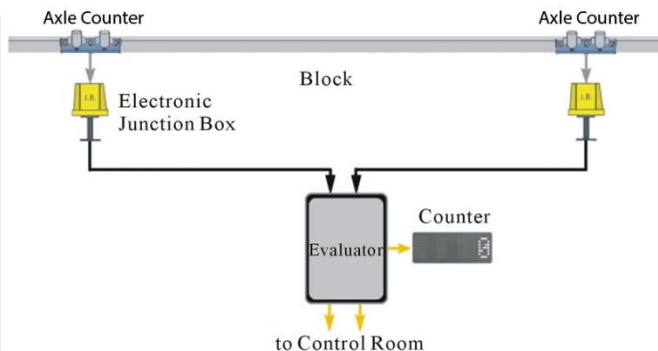 Axle Counter
Axle Counter
Block
J.B.
Electronic
Junction Box
J.B.
Evaluator
Counter
0
to Control Room